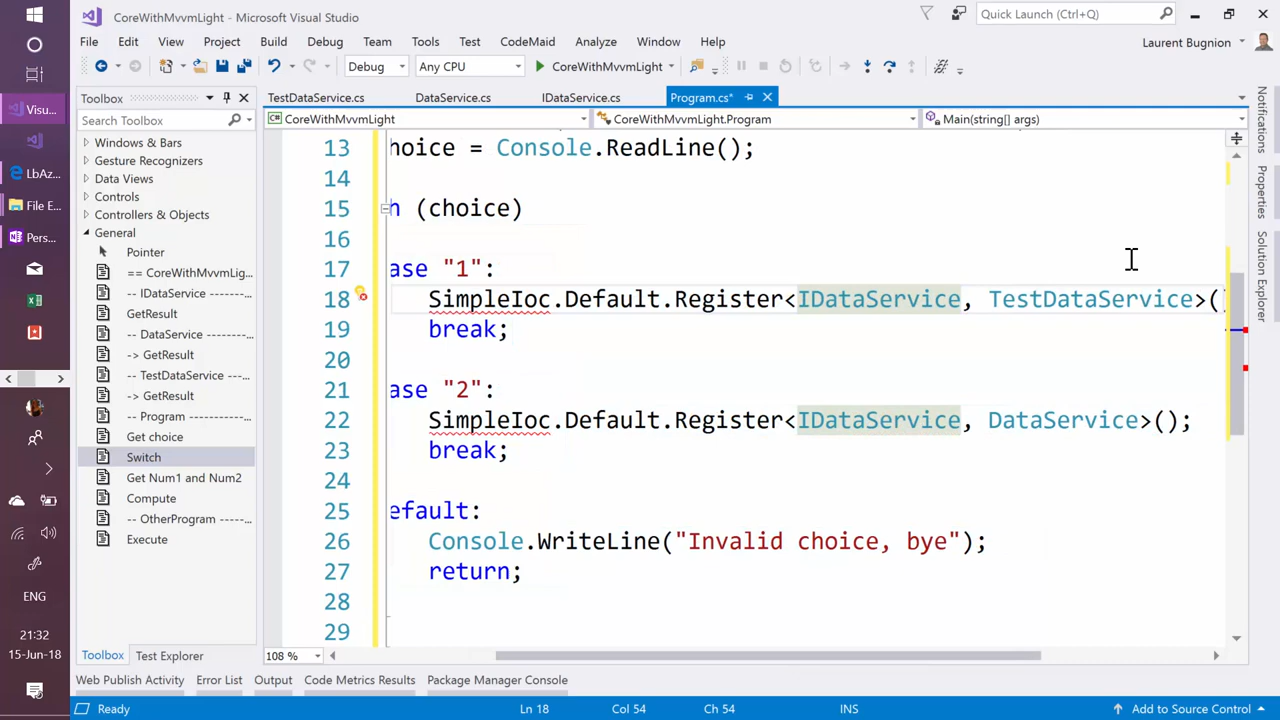 CoreWithMvvmLight - Microsoft Visual Studio
Quick Launch (Ctrl+Q)
File Edit View Project Build Debug Team Tools Test CodeMaid Analyze Window Help
Laurent Bugnion
Debug Any CPU CoreWithMvvmLight
Visu...
LbAz...
File E...
Pers...
ENG
21:32
15-Jun-18
Toolbox
Search Toolbox
Windows & Bars
Gesture Recognizers
Data Views
Controls
Controllers & Objects
General
Pointer
== CoreWithMvvmLig...
-- IDataService -------...
GetResult
-- DataService --------...
-> GetResult
-- TestDataService ----...
-> GetResult
-- Program ------------...
Get choice
Switch
Get Num1 and Num2
Compute
-- OtherProgram ------...
Execute
Toolbox Test Explorer
TestDataService.cs DataService.cs IDataService.cs Program.cs*
CoreWithMvvmLight CoreWithMvvmLight.Program Main(string[] args)
13 hoice = Console.ReadLine();
14
15 h (choice)
16
17 ase "1":
18 SimpleIoc.Default.Register<IDataService, TestDataService>(
19 break;
20
21 ase "2":
22 SimpleIoc.Default.Register<IDataService, DataService>();
23 break;
24
25 efault:
26 Console.WriteLine("Invalid choice, bye");
27 return;
28
29
108 %
Notifications
Properties
Solution Explorer
Web Publish Activity Error List Output Code Metrics Results Package Manager Console
Ready Ln 18 Col 54 Ch 54 INS Add to Source Control